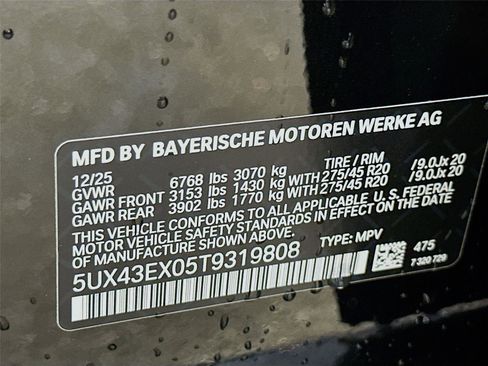 MFD BY BAYERISCHE MOTOREN WERKE AG
12/25 TIRE / RIM
GVWR 6768 lbs 3070 kg
GAWR FRONT 3153 lbs 1430 kg WITH 275/45 R20 /9.0Jx20
GAWR REAR 3902 lbs 1770 kg WITH 275/45 R20 /9.0Jx20
THIS VEHICLE CONFORMS TO ALL APPLICABLE U.S. FEDERAL
MOTOR VEHICLE SAFETY STANDARDS IN EFFECT ON THE DATE
OF MANUFACTURE SHOWN ABOVE.
5UX43EX05T9319808 TYPE: MPV 475
7 320 729